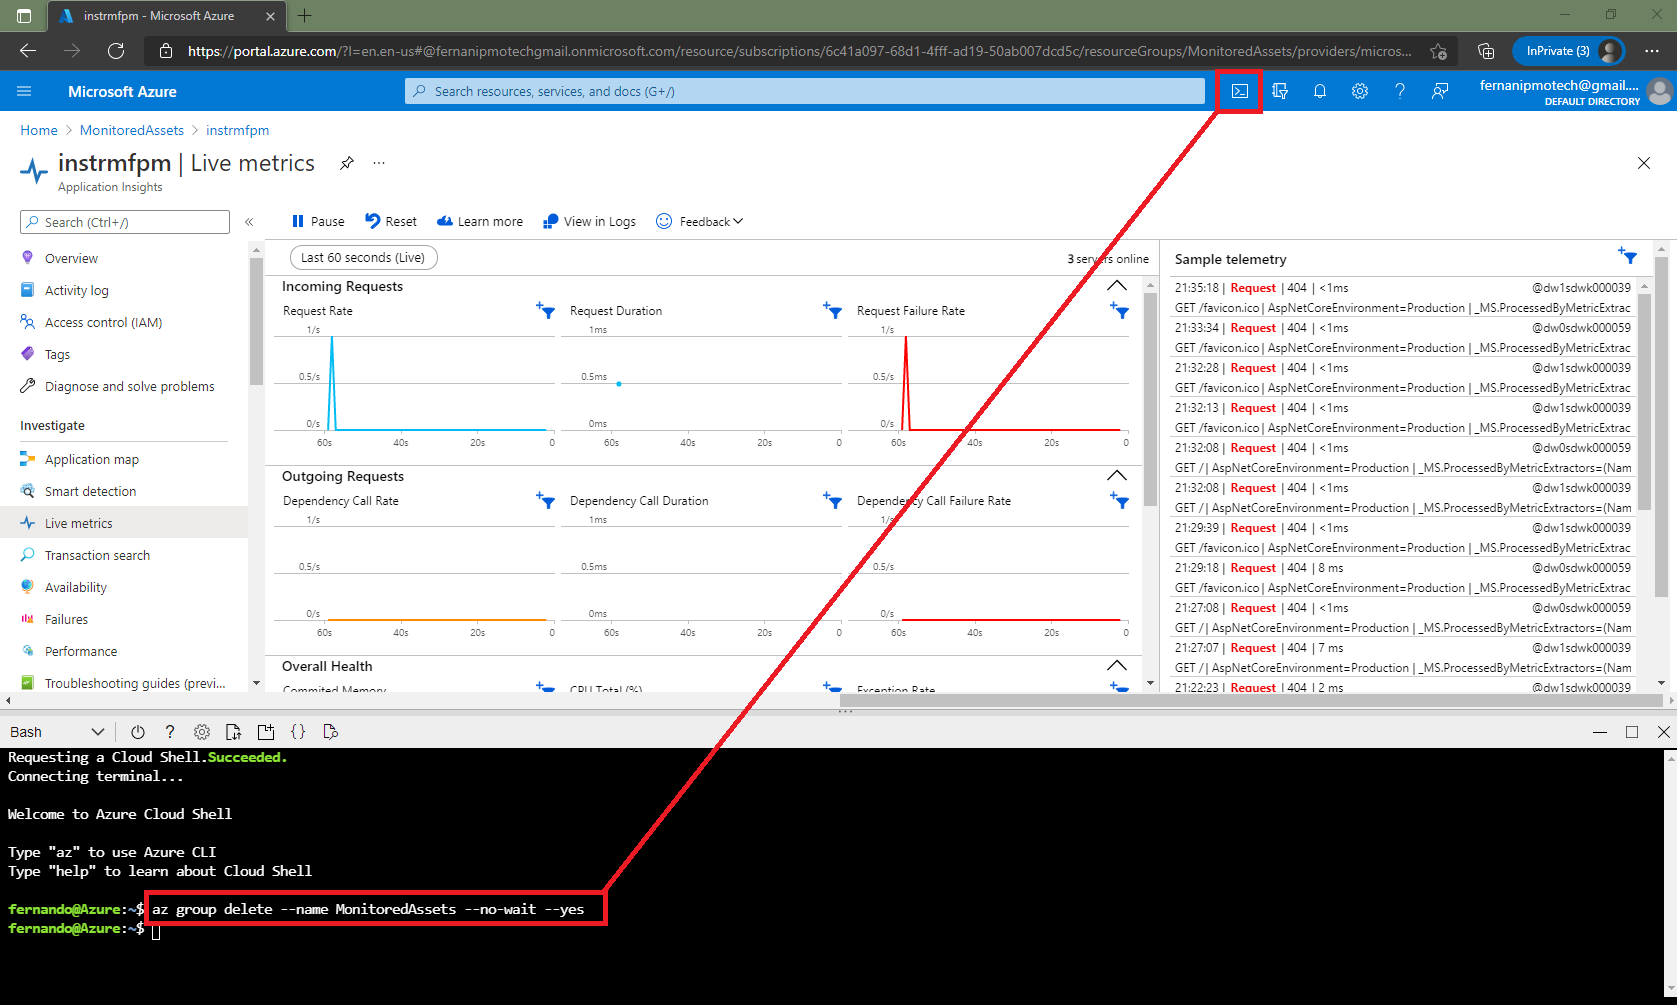 instrmfpm - Microsoft Azure
https://portal.azure.com/?l=en.en-us#@fernanipmotechgmail.onmicrosoft.com/resource/subscriptions/6c41a097-68d1-4fff-ad19-50ab007dcd5c/resourceGroups/MonitoredAssets/providers/micros...
InPrivate (3)
Microsoft Azure
Search resources, services, and docs (G+/)
fernanipmotech@gmail....
DEFAULT DIRECTORY
Home > MonitoredAssets > instrmfpm
instrmfpm | Live metrics
Application Insights
Search (Ctrl+/)
Overview
Activity log
Access control (IAM)
Tags
Diagnose and solve problems
Investigate
Application map
Smart detection
Live metrics
Transaction search
Availability
Failures
Performance
Troubleshooting guides (previ...
Pause Reset Learn more View in Logs Feedback
Last 60 seconds (Live)
3 servers online
Incoming Requests
Request Rate
1/s
0.5/s
0/s
60s 40s 20s 0
Request Duration
1ms
0.5ms
0ms
60s 40s 20s 0
Request Failure Rate
1/s
0.5/s
0/s
60s 40s 20s 0
Outgoing Requests
Dependency Call Rate
1/s
0.5/s
0/s
60s 40s 20s 0
Dependency Call Duration
1ms
0.5ms
0ms
60s 40s 20s 0
Dependency Call Failure Rate
1/s
0.5/s
0/s
60s 40s 20s 0
Overall Health
Commited Memory
CPU Total (%)
Exception Rate
Sample telemetry
21:35:18 | Request | 404 | <1ms @dw1sdwk000039
GET /favicon.ico | AspNetCoreEnvironment=Production | _MS.ProcessedByMetricExtrac
21:33:34 | Request | 404 | <1ms @dw0sdwk000059
GET /favicon.ico | AspNetCoreEnvironment=Production | _MS.ProcessedByMetricExtrac
21:32:28 | Request | 404 | <1ms @dw1sdwk000039
GET /favicon.ico | AspNetCoreEnvironment=Production | _MS.ProcessedByMetricExtrac
21:32:13 | Request | 404 | <1ms @dw1sdwk000039
GET /favicon.ico | AspNetCoreEnvironment=Production | _MS.ProcessedByMetricExtrac
21:32:08 | Request | 404 | <1ms @dw0sdwk000059
GET / | AspNetCoreEnvironment=Production | _MS.ProcessedByMetricExtractors=(Nam
21:32:08 | Request | 404 | <1ms @dw0sdwk000039
GET / | AspNetCoreEnvironment=Production | _MS.ProcessedByMetricExtractors=(Nam
21:29:39 | Request | 404 | <1ms @dw1sdwk000039
GET /favicon.ico | AspNetCoreEnvironment=Production | _MS.ProcessedByMetricExtrac
21:29:18 | Request | 404 | 8 ms @dw0sdwk000059
GET /favicon.ico | AspNetCoreEnvironment=Production | _MS.ProcessedByMetricExtrac
21:27:08 | Request | 404 | <1ms @dw0sdwk000059
GET / | AspNetCoreEnvironment=Production | _MS.ProcessedByMetricExtractors=(Nam
21:27:07 | Request | 404 | 7 ms @dw0sdwk000039
GET / | AspNetCoreEnvironment=Production | _MS.ProcessedByMetricExtractors=(Nam
21:22:23 | Request | 404 | 2 ms @dw1sdwk000039
Bash
Requesting a Cloud Shell.Succeeded.
Connecting terminal...
Welcome to Azure Cloud Shell
Type "az" to use Azure CLI
Type "help" to learn about Cloud Shell
fernando@Azure:~$ az group delete --name MonitoredAssets --no-wait --yes
fernando@Azure:~$